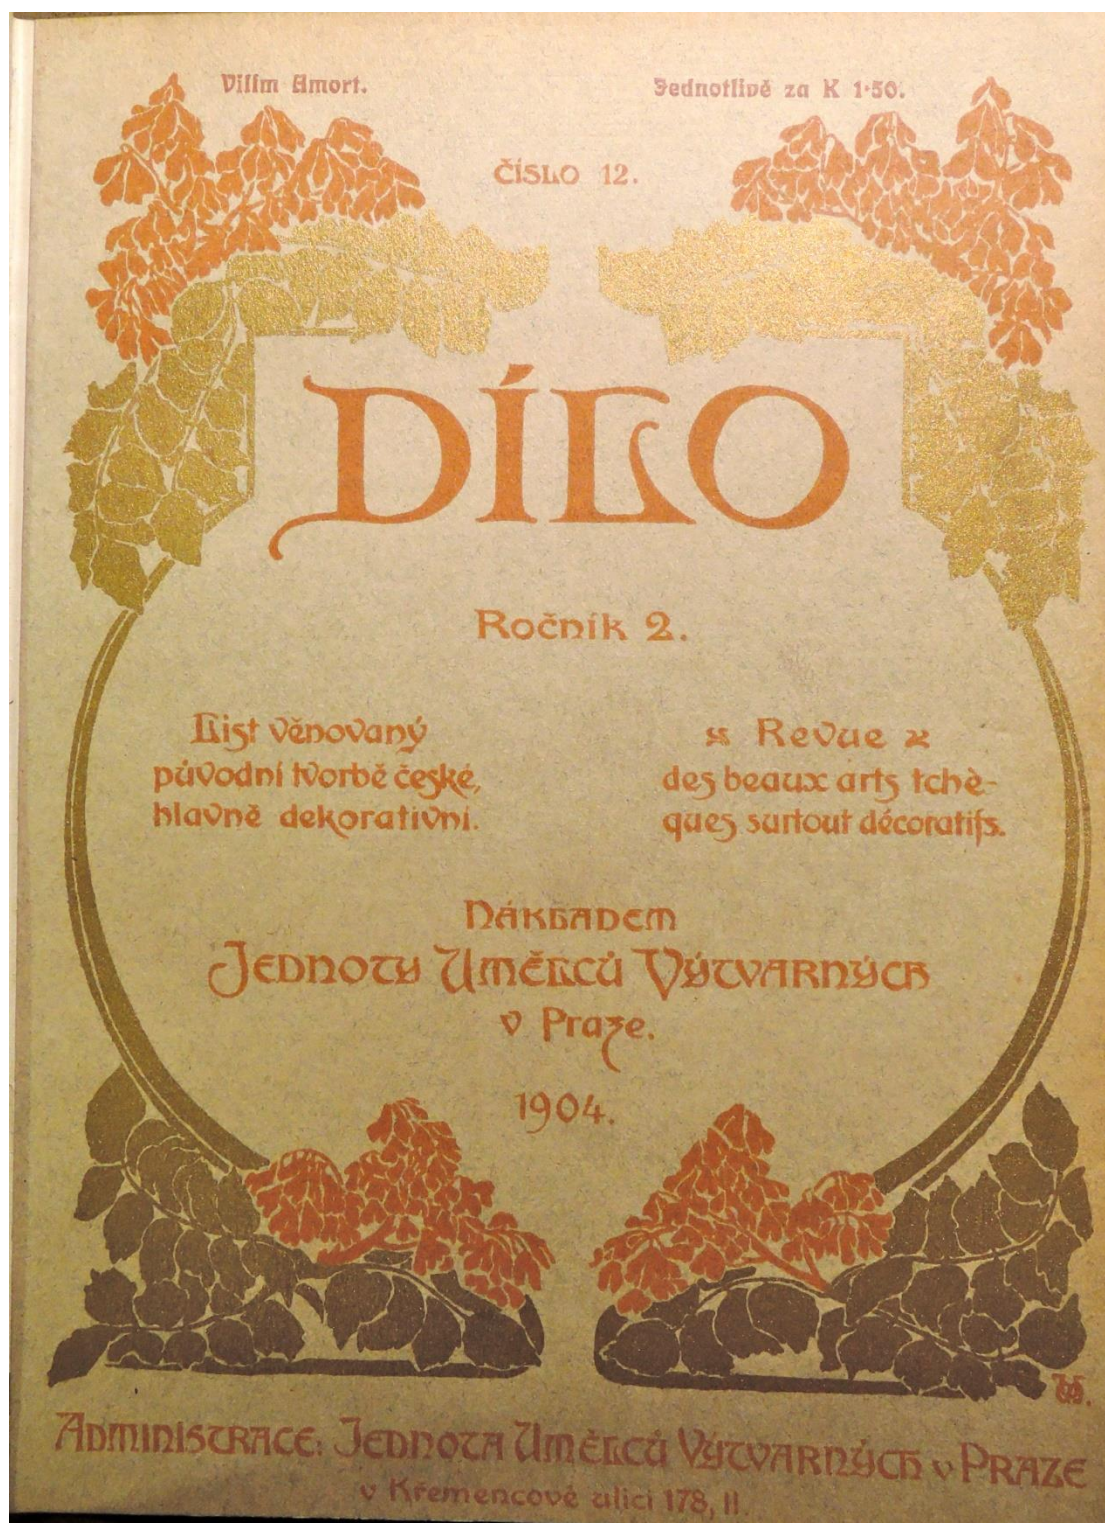 Vilím Amort.
Jednotlivě za K 1·50.
ČÍSLO 12.
DÍLO
Ročník 2.
List věnovaný
původní tvorbě české,
hlavně dekorativní.
Revue
des beaux arts tchè-
ques surtout décoratifs.
NÁKLADEM
JEDNOTY UMĚLCŮ VÝTVARNÝCH
v Praze.
1904.
ADMINISTRACE: JEDNOTA UMĚLCŮ VÝTVARNÝCH v PRAZE
v Křemencově ulici 178, II.